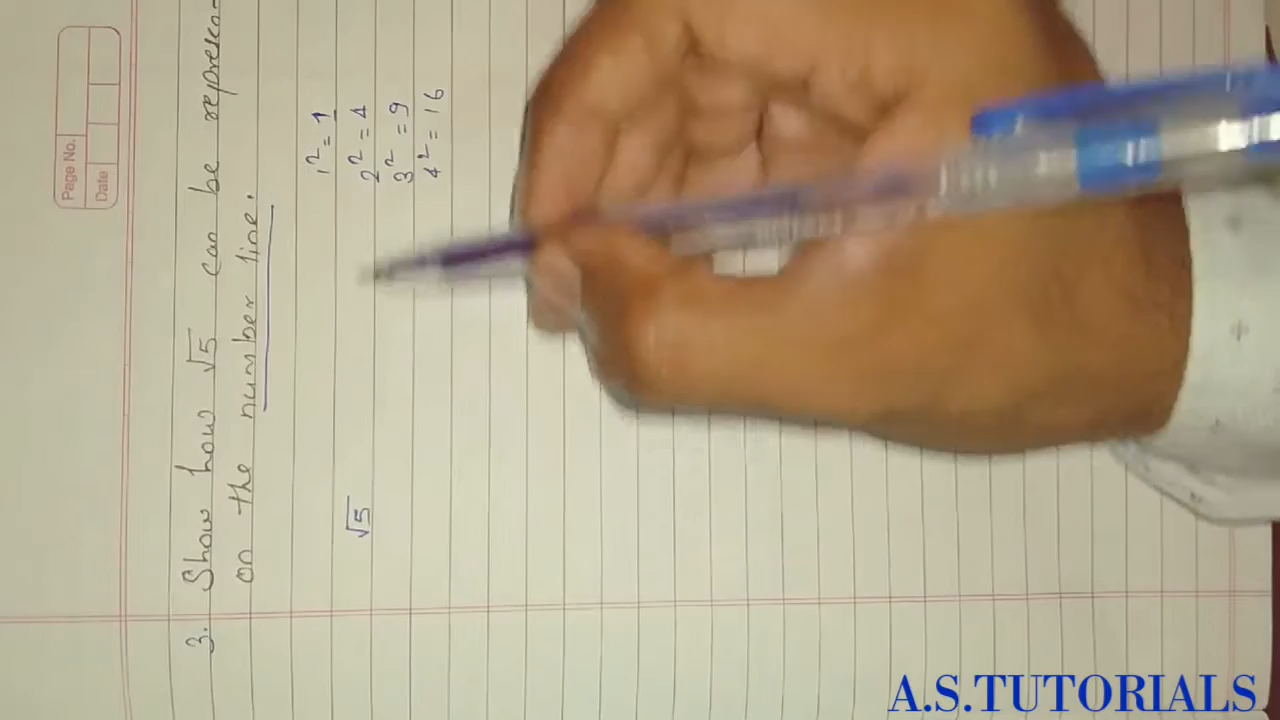 Page No.
Date
3. Show how √5 can be represen-
on the number line.
1² = 1
2² = 4
3² = 9
4² = 16
√5
A.S.TUTORIALS